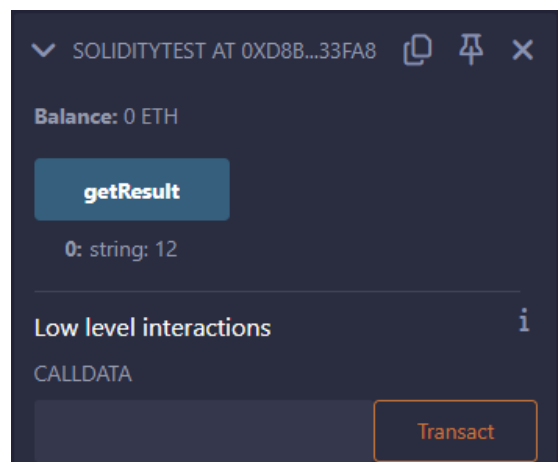 SOLIDITYTEST AT 0XD8B...33FA8
Balance: 0 ETH
getResult
0: string: 12
Low level interactions
i
CALLDATA
Transact